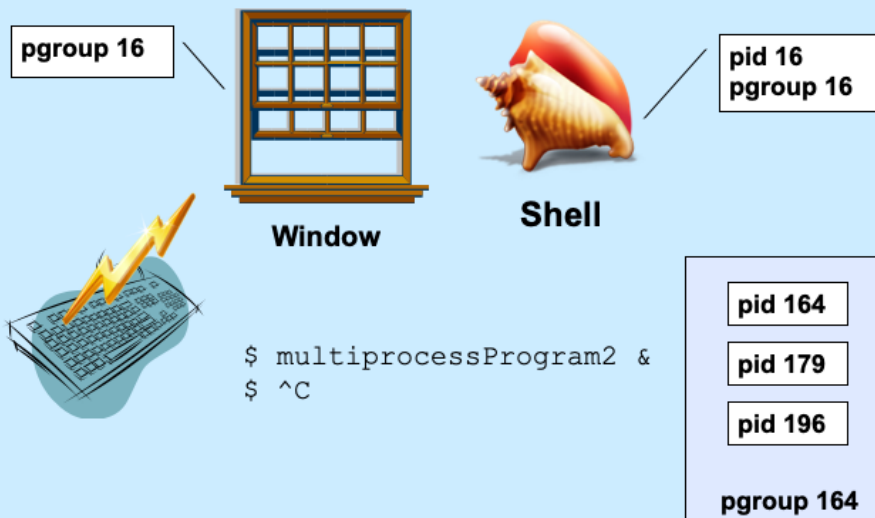 pgroup 16
pid 16
pgroup 16
Window
Shell
$ multiprocessProgram2 &
$ ^C
pid 164
pid 179
pid 196
pgroup 164